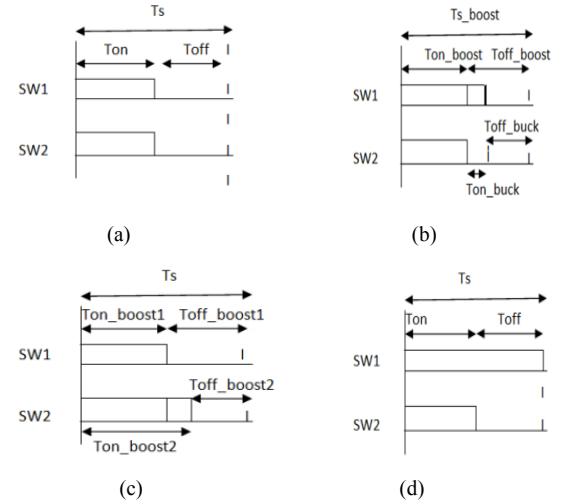 Ts
Ton Toff
SW1
SW2
(a)
Ts_boost
Ton_boost Toff_boost
SW1
Toff_buck
SW2
Ton_buck
(b)
Ts
Ton_boost1 Toff_boost1
SW1
Toff_boost2
SW2
Ton_boost2
(c)
Ts
Ton Toff
SW1
SW2
(d)